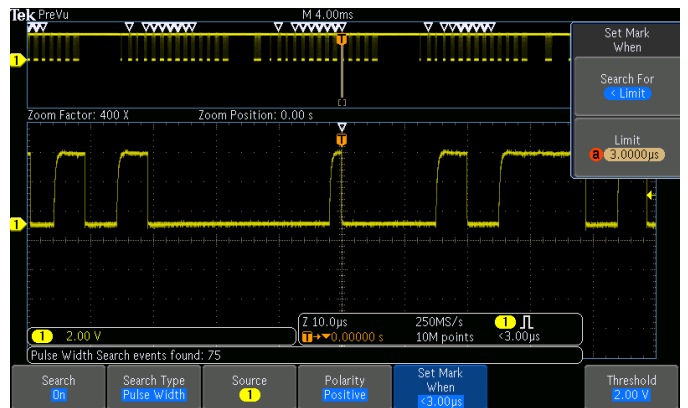 Tek PreVu M 4.00ms
Set Mark
When
T
1
Search For
< Limit
Zoom Factor: 400 X Zoom Position: 0.00 s
Limit
a 3.0000µs
T
1
Z 10.0µs 250MS/s 1
1 2.00 V T→▼0.00000 s 10M points <3.00µs
Pulse Width Search events found: 75
Search
On
Search Type
Pulse Width
Source
1
Polarity
Positive
Set Mark
When
<3.00µs
Threshold
2.00 V